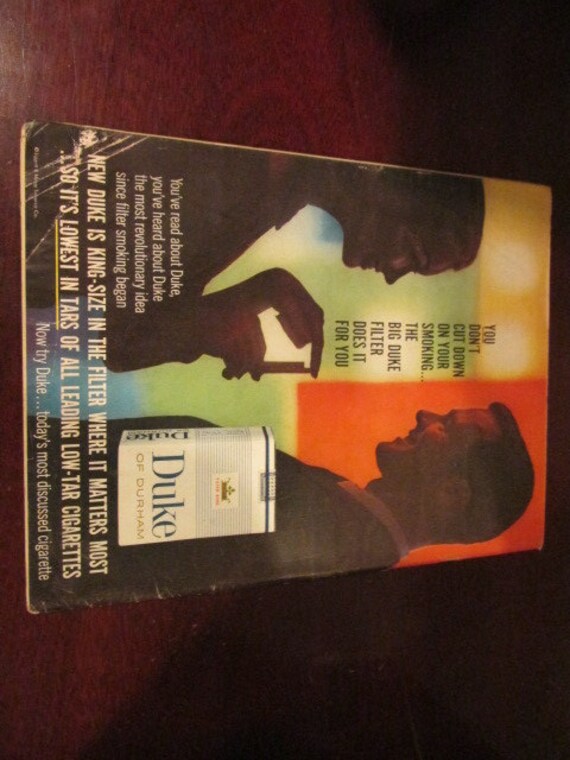 YOU
DON'T
CUT DOWN
ON YOUR
SMOKING...
THE
BIG DUKE
FILTER
DOES IT
FOR YOU
You've read about Duke,
you've heard about Duke
the most revolutionary idea
since filter smoking began
Duke
Duke
OF DURHAM
NEW DUKE IS KING-SIZE IN THE FILTER WHERE IT MATTERS MOST
...SO IT'S LOWEST IN TARS OF ALL LEADING LOW-TAR CIGARETTES
Now try Duke...today's most discussed cigarette